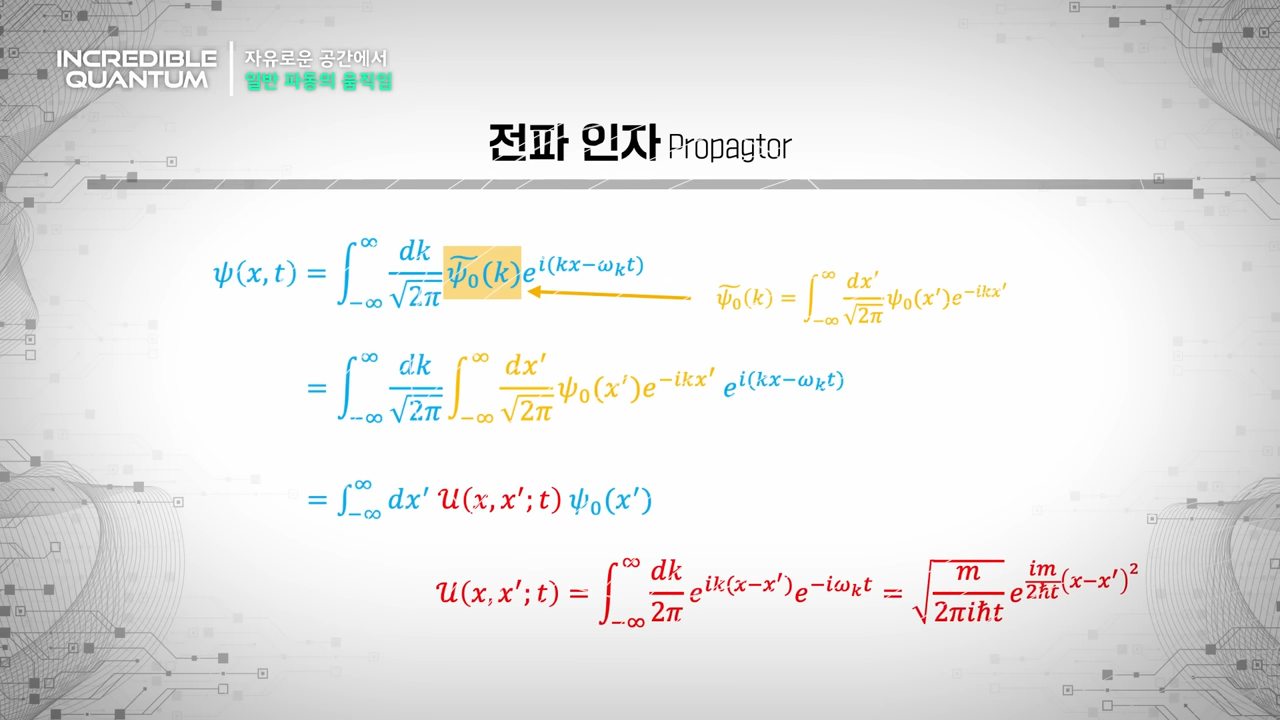 INCREDIBLE
QUANTUM
자유로운 공간에서
일반 파동의 움직임
전파 인자 Propagtor
ψ(x, t) = ∫_{-∞}^{∞} dk/√2π ψ̃₀(k)e^{i(kx−ω_k t)}
ψ̃₀(k) = ∫_{-∞}^{∞} dx′/√2π ψ₀(x′)e^{−ikx′}
= ∫_{-∞}^{∞} dk/√2π ∫_{-∞}^{∞} dx′/√2π ψ₀(x′)e^{−ikx′} e^{i(kx−ω_k t)}
= ∫_{-∞}^{∞} dx′ 𝒰(x, x′; t) ψ₀(x′)
𝒰(x, x′; t) = ∫_{-∞}^{∞} dk/2π e^{ik(x−x′)}e^{−iω_k t} = √(m/2πiħt) e^{im/2ħt (x−x′)²}